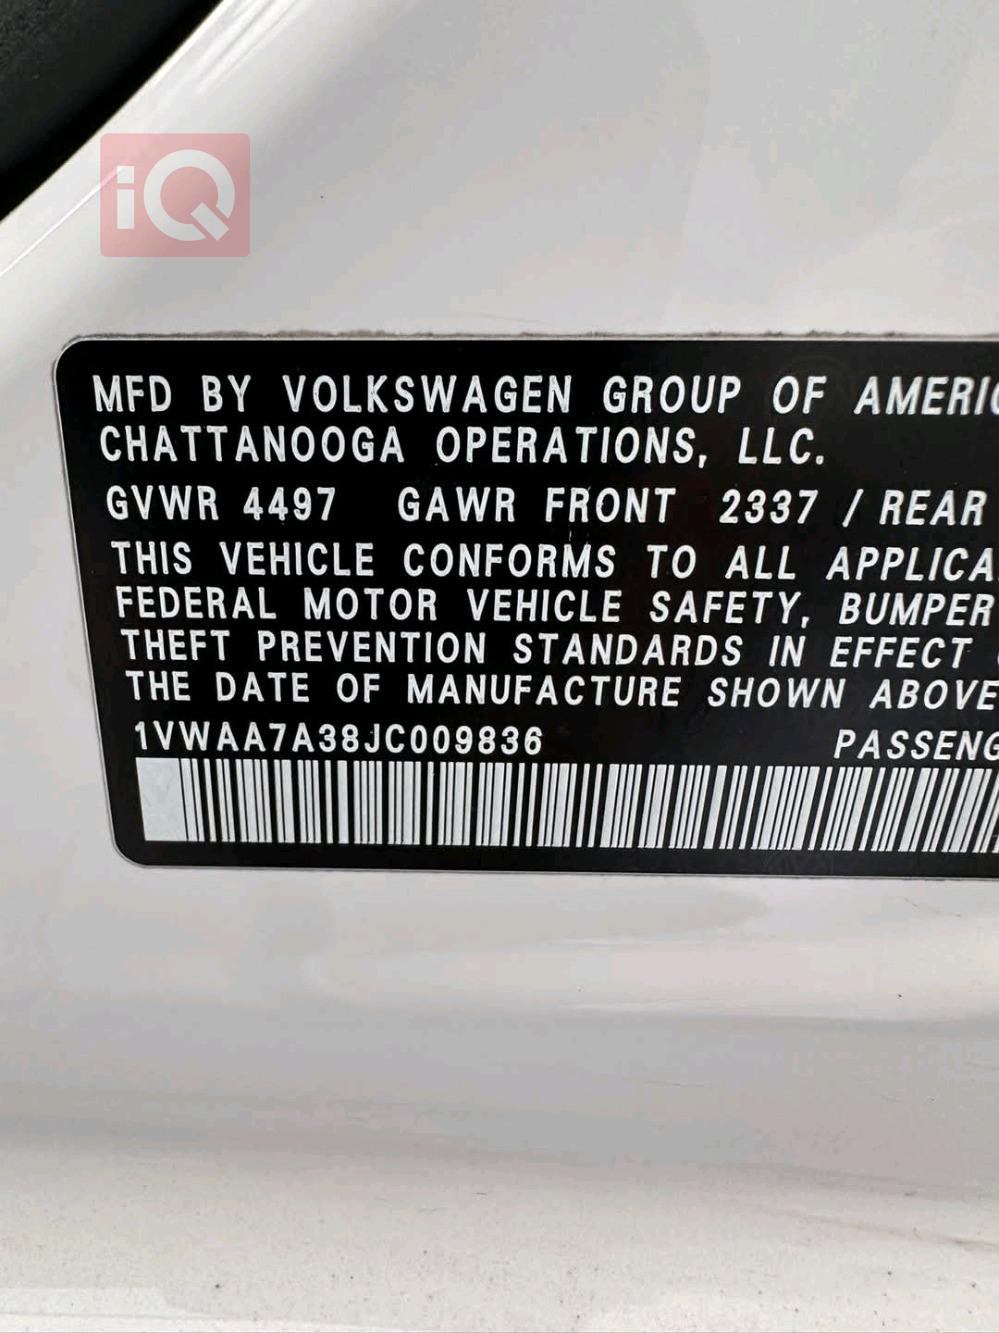 iQ
MFD BY VOLKSWAGEN GROUP OF AMERIC
CHATTANOOGA OPERATIONS, LLC.
GVWR 4497 GAWR FRONT 2337 / REAR
THIS VEHICLE CONFORMS TO ALL APPLICA
FEDERAL MOTOR VEHICLE SAFETY, BUMPER
THEFT PREVENTION STANDARDS IN EFFECT
THE DATE OF MANUFACTURE SHOWN ABOVE
1VWAA7A38JC009836 PASSENG